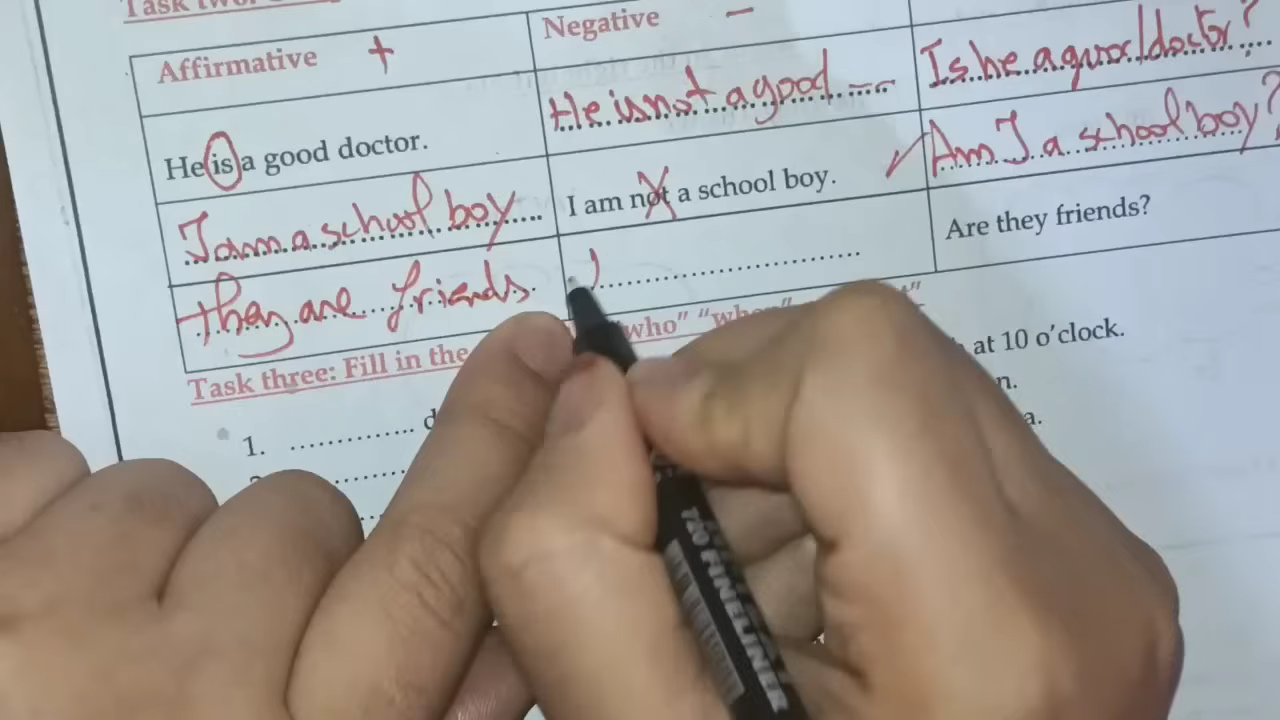 Task two:
Affirmative +
Negative -
He is a good doctor.
He is not a good ....
Is he a good doctor?
I am a school boy....
I am not a school boy.
Am I a school boy?
they are friends.
Are they friends?
Task three: Fill in the "who"
at 10 o'clock.
1. ..............
FINELINER